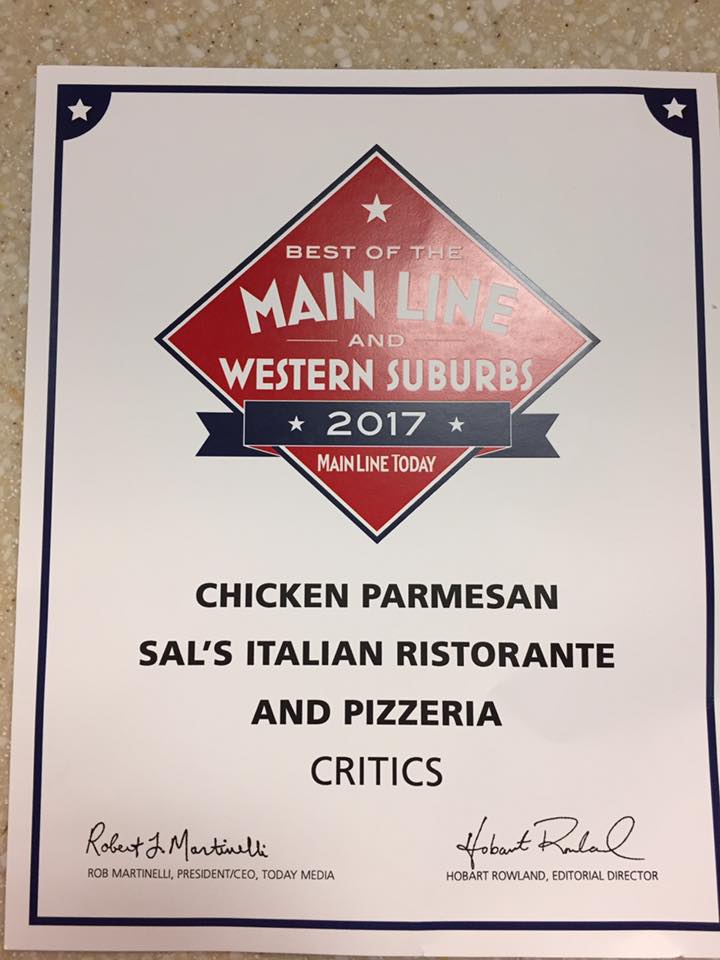 BEST OF THE
MAIN LINE
AND
WESTERN SUBURBS
2017
MAIN LINE TODAY
CHICKEN PARMESAN
SAL'S ITALIAN RISTORANTE
AND PIZZERIA
CRITICS
Robert J. Martinelli
Hobart Rowland
ROB MARTINELLI, PRESIDENT/CEO, TODAY MEDIA
HOBART ROWLAND, EDITORIAL DIRECTOR